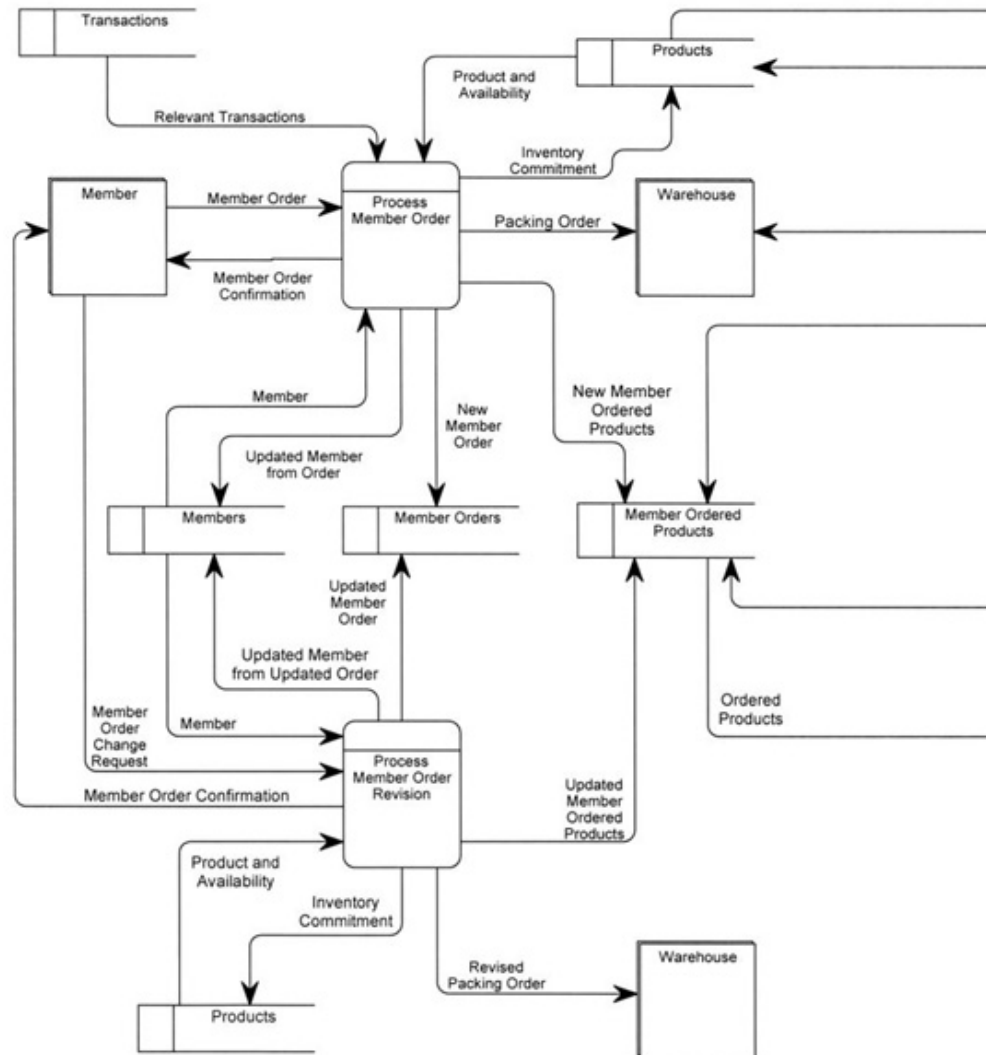 Transactions
Products
Product and
Availability
Relevant Transactions
Inventory
Commitment
Member
Member Order
Process
Member Order
Packing Order
Warehouse
Member Order
Confirmation
Member
New
Member
Order
New Member
Ordered
Products
Updated Member
from Order
Members
Member Orders
Member Ordered
Products
Updated
Member
Order
Updated Member
from Updated Order
Member
Order
Change
Request
Member
Ordered
Products
Process
Member Order
Revision
Updated
Member
Ordered
Products
Member Order Confirmation
Product and
Availability
Inventory
Commitment
Revised
Packing Order
Warehouse
Products